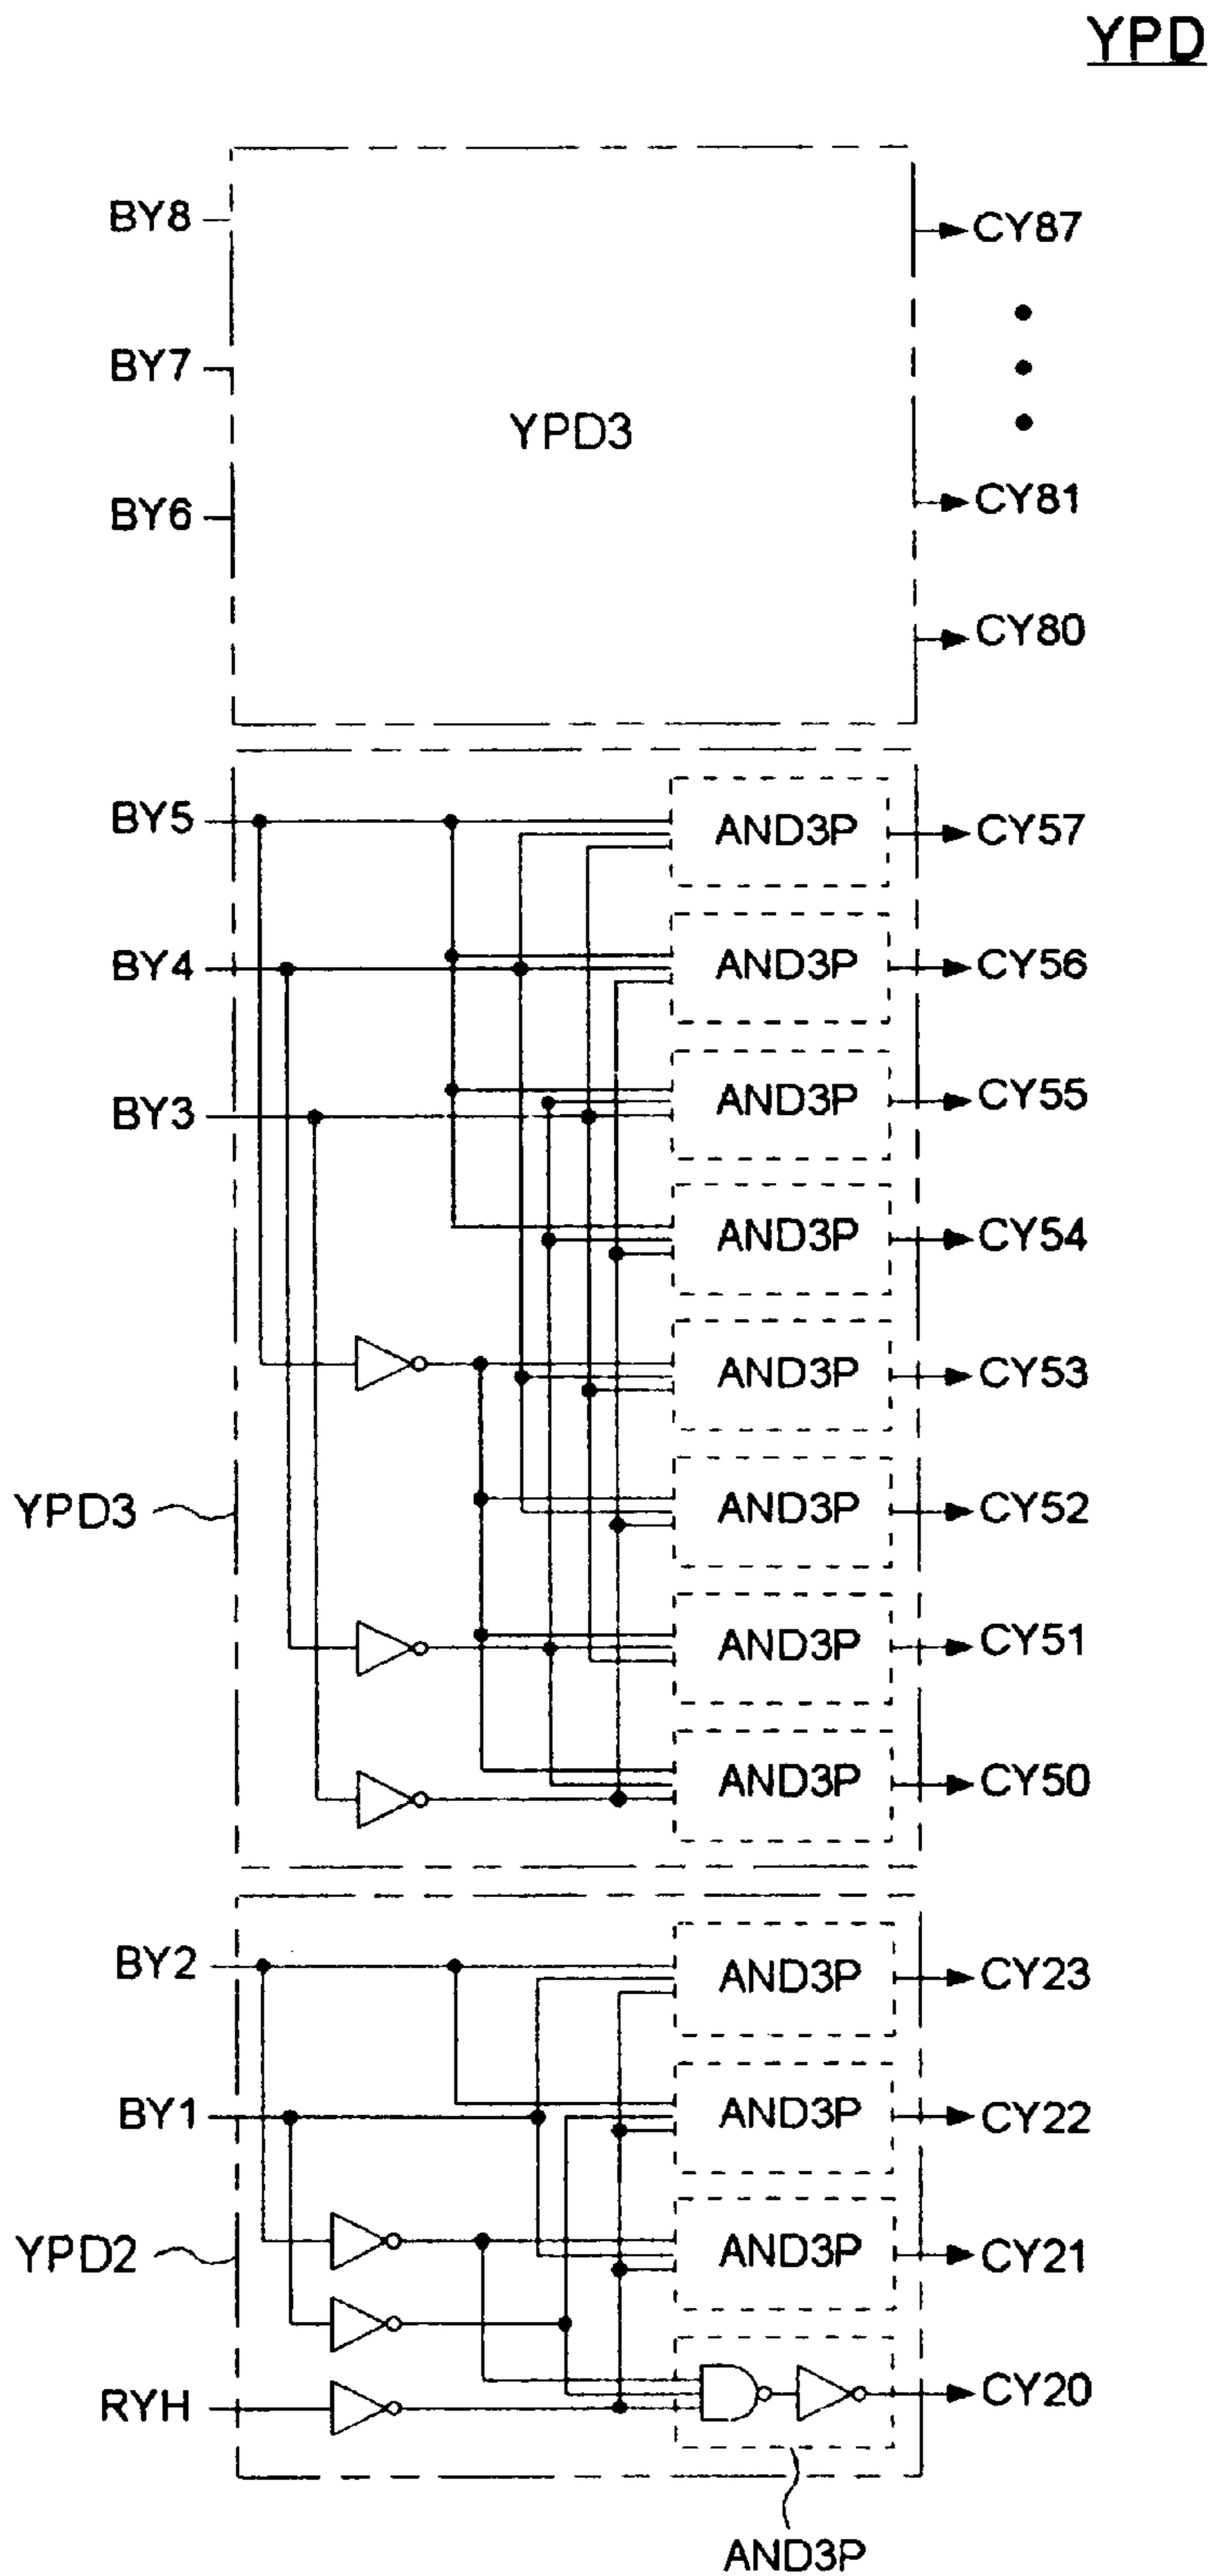 YPD
BY8
CY87
BY7
YPD3
BY6
CY81
CY80
BY5
AND3P
CY57
BY4
AND3P
CY56
BY3
AND3P
CY55
AND3P
CY54
AND3P
CY53
YPD3
AND3P
CY52
AND3P
CY51
AND3P
CY50
BY2
AND3P
CY23
BY1
AND3P
CY22
YPD2
AND3P
CY21
RYH
CY20
AND3P